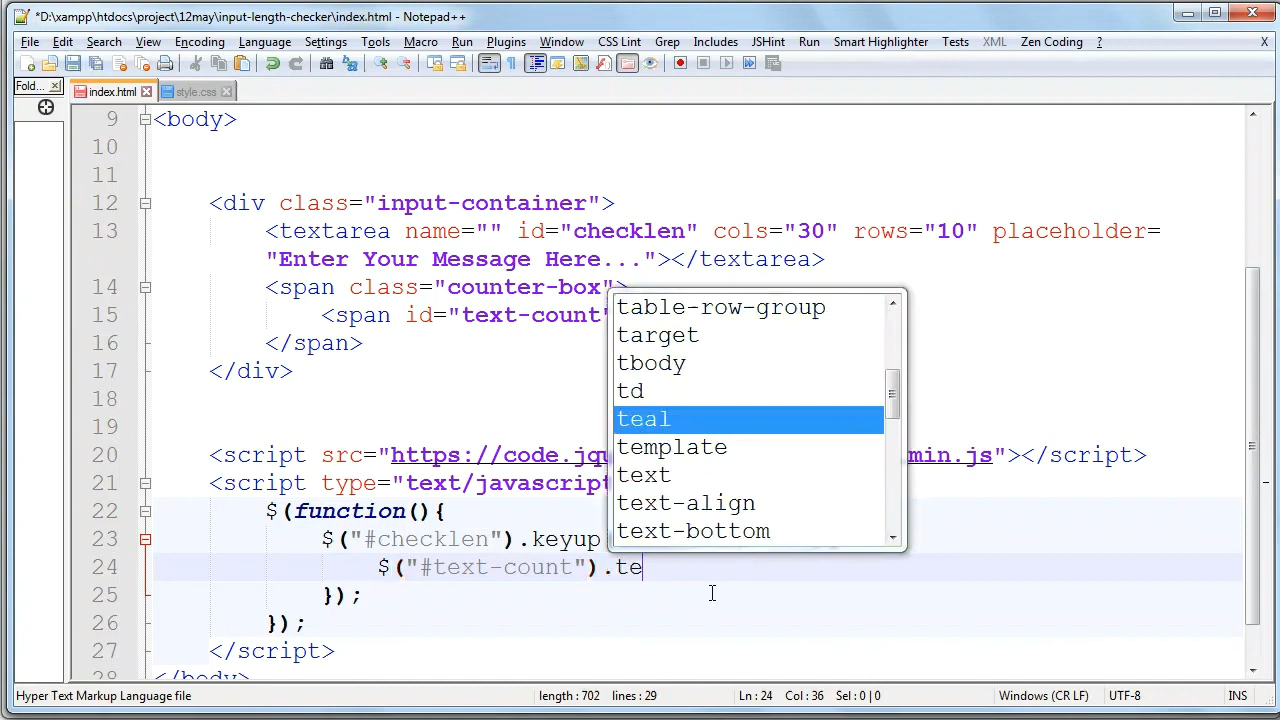 *D:\xampp\htdocs\project\12may\input-length-checker\index.html - Notepad++
File Edit Search View Encoding Language Settings Tools Macro Run Plugins Window CSS Lint Grep Includes JSHint Run Smart Highlighter Tests XML Zen Coding ? X
Fold... index.html style.css
9 <body>
10
11
12 <div class="input-container">
13 <textarea name="" id="checklen" cols="30" rows="10" placeholder=
"Enter Your Message Here..."></textarea>
14 <span class="counter-box">
15 <span id="text-count"
16 </span>
17 </div>
18
19
20 <script src="https://code.jqu min.js"></script>
21 <script type="text/javascript
22 $(function(){
23 $("#checklen").keyup
24 $("#text-count").te
25 });
26 });
27 </script>
28 </body>
table-row-group
target
tbody
td
teal
template
text
text-align
text-bottom
Hyper Text Markup Language file length : 702 lines : 29 Ln : 24 Col : 36 Sel : 0 | 0 Windows (CR LF) UTF-8 INS